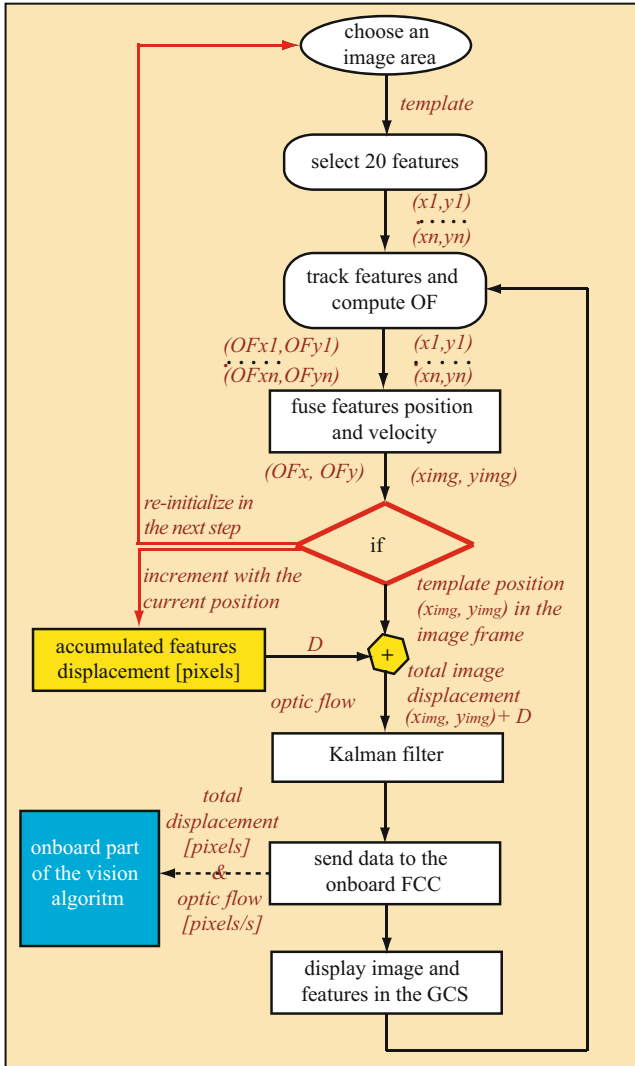 choose an
image area
template
select 20 features
(x1,y1)
(xn,yn)
track features and
compute OF
(OFx1,OFy1)
(OFxn,OFyn)
(x1,y1)
(xn,yn)
fuse features position
and velocity
(OFx, OFy)
(ximg, yimg)
re-initialize in
the next step
if
increment with the
current position
template position
(ximg, yimg) in the
image frame
accumulated features
displacement [pixels]
D
+
optic flow
total image
displacement
(ximg, yimg)+ D
Kalman filter
total
displacement
[pixels]
&
optic flow
[pixels/s]
onboard part
of the vision
algoritm
send data to the
onboard FCC
display image and
features in the GCS